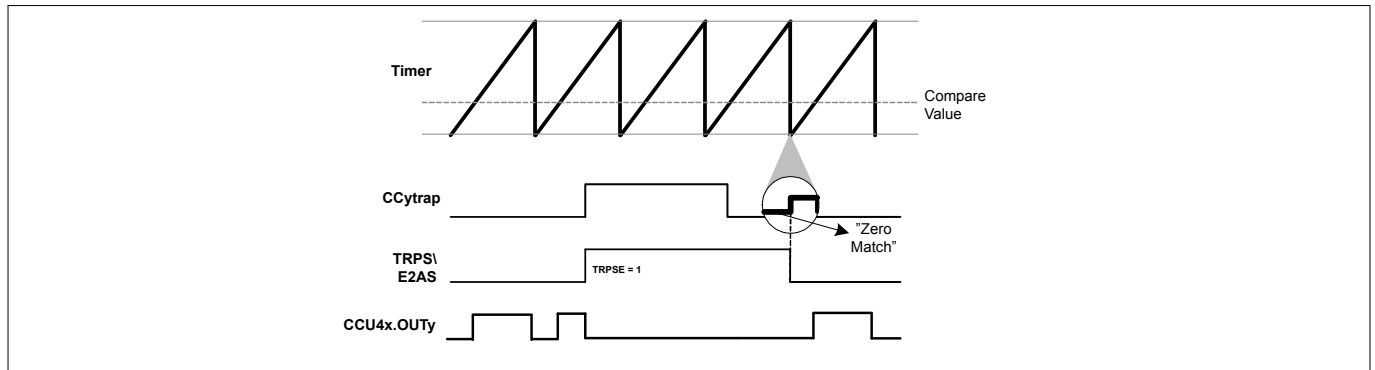 Timer
Compare
Value
CCytrap
"Zero
Match"
TRPS\
E2AS
TRPSE = 1
CCU4x.OUTy